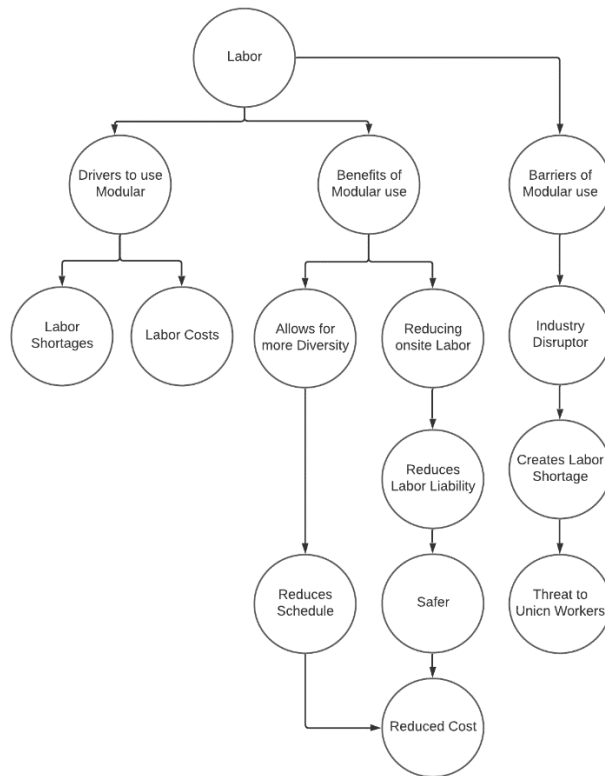 Labor
Drivers to use
Modular
Benefits of
Modular use
Barriers of
Modular use
Labor
Shortages
Labor Costs
Allows for
more Diversity
Reducing
onsite Labor
Industry
Disruptor
Reduces
Labor Liability
Creates Labor
Shortage
Reduces
Schedule
Safer
Threat to
Unicn Workers
Reduced Cost